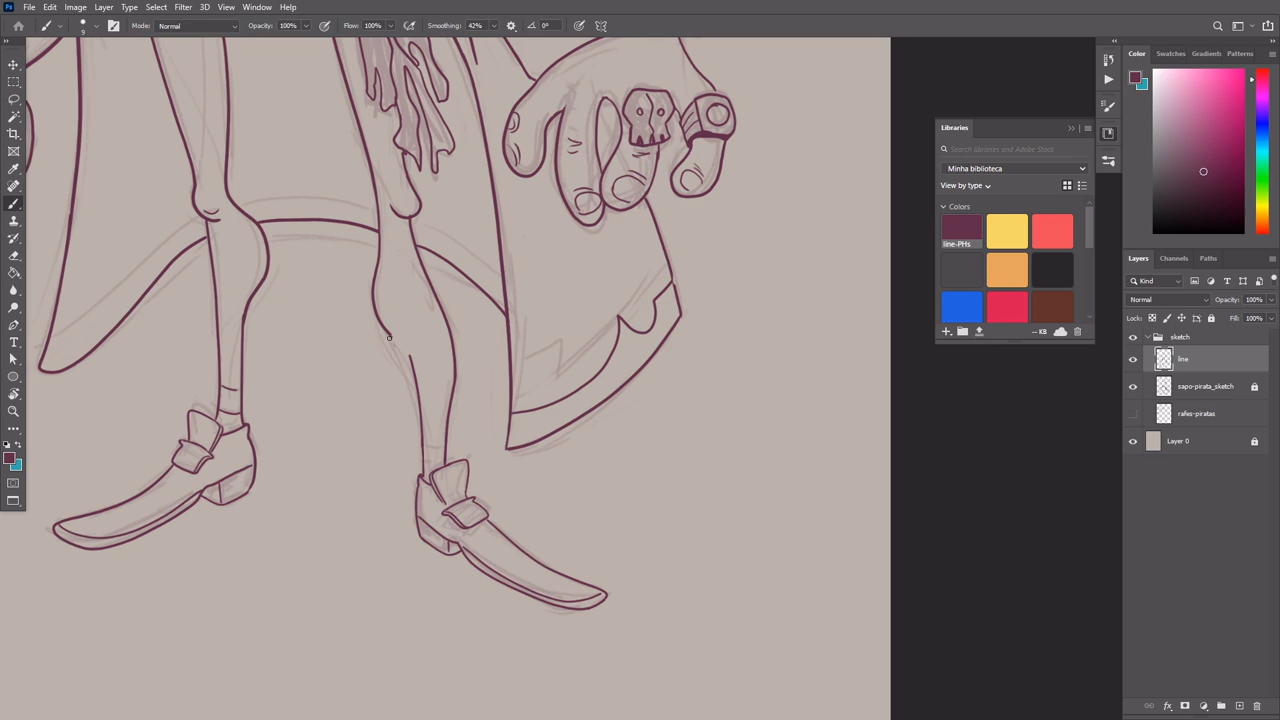 Ps File Edit Image Layer Type Select Filter 3D View Window Help
9 Mode: Normal Opacity: 100% Flow: 100% Smoothing: 42% 0°
Color Swatches Gradients Patterns
Libraries
Search libraries and Adobe Stock
Minha biblioteca
View by type
Colors
line-PHs
-- KB
Layers Channels Paths
Kind
Normal Opacity: 100%
Lock: Fill: 100%
sketch
line
sapo-pirata_sketch
rafes-piratas
Layer 0